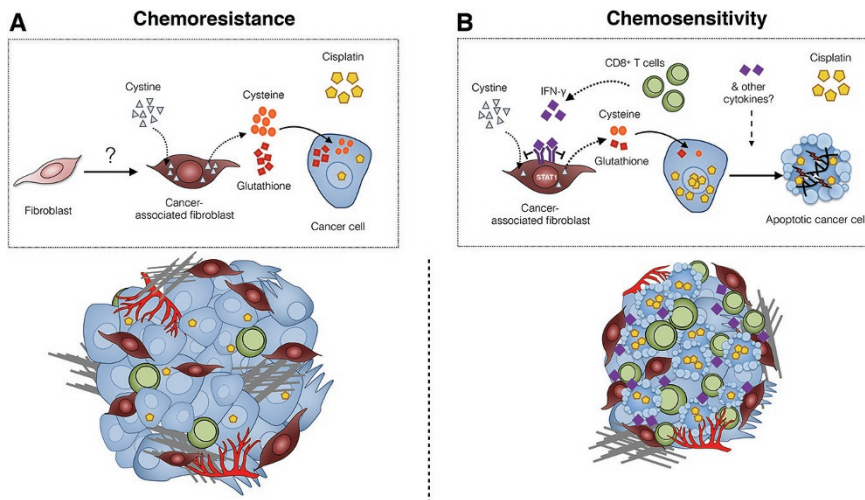 A
Chemoresistance
Cisplatin
Cystine
Cysteine
?
Glutathione
Fibroblast
Cancer-
associated fibroblast
Cancer cell
B
Chemosensitivity
CD8+ T cells
Cisplatin
IFN-γ
& other
cytokines?
Cystine
Cysteine
Glutathione
STAT1
Cancer-
associated fibroblast
Apoptotic cancer cell